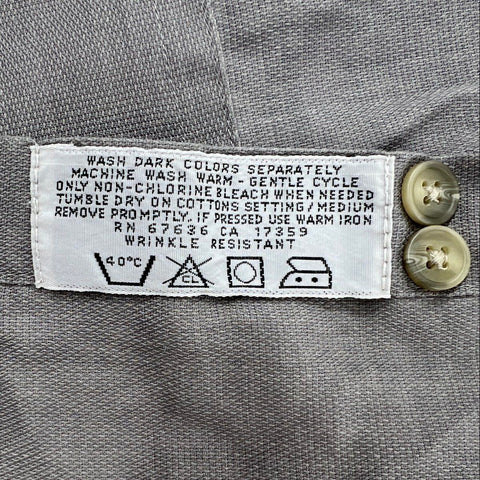 WASH DARK COLORS SEPARATELY
MACHINE WASH WARM - GENTLE CYCLE
ONLY NON-CHLORINE BLEACH WHEN NEEDED
TUMBLE DRY ON COTTONS SETTING/MEDIUM
REMOVE PROMPTLY. IF PRESSED USE WARM IRON
RN 67636 CA 17359
WRINKLE RESISTANT
40°C CL